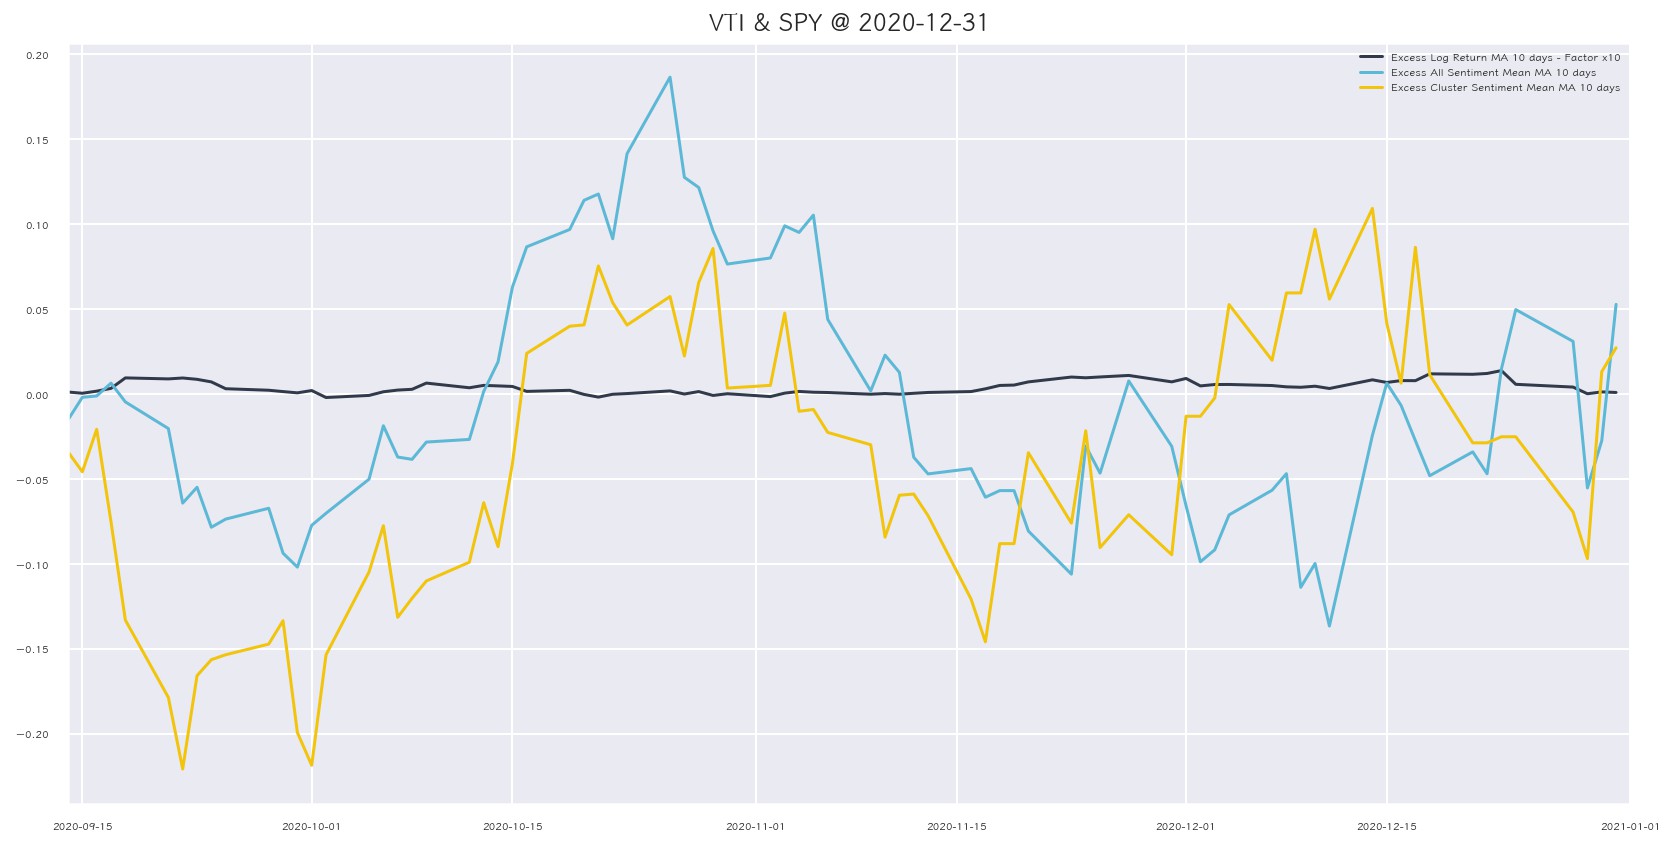 VTI & SPY @ 2020-12-31
Excess Log Return MA 10 days - Factor x10
Excess All Sentiment Mean MA 10 days
Excess Cluster Sentiment Mean MA 10 days
0.20
0.15
0.10
0.05
0.00
−0.05
−0.10
−0.15
−0.20
2020-09-15 2020-10-01 2020-10-15 2020-11-01 2020-11-15 2020-12-01 2020-12-15 2021-01-01